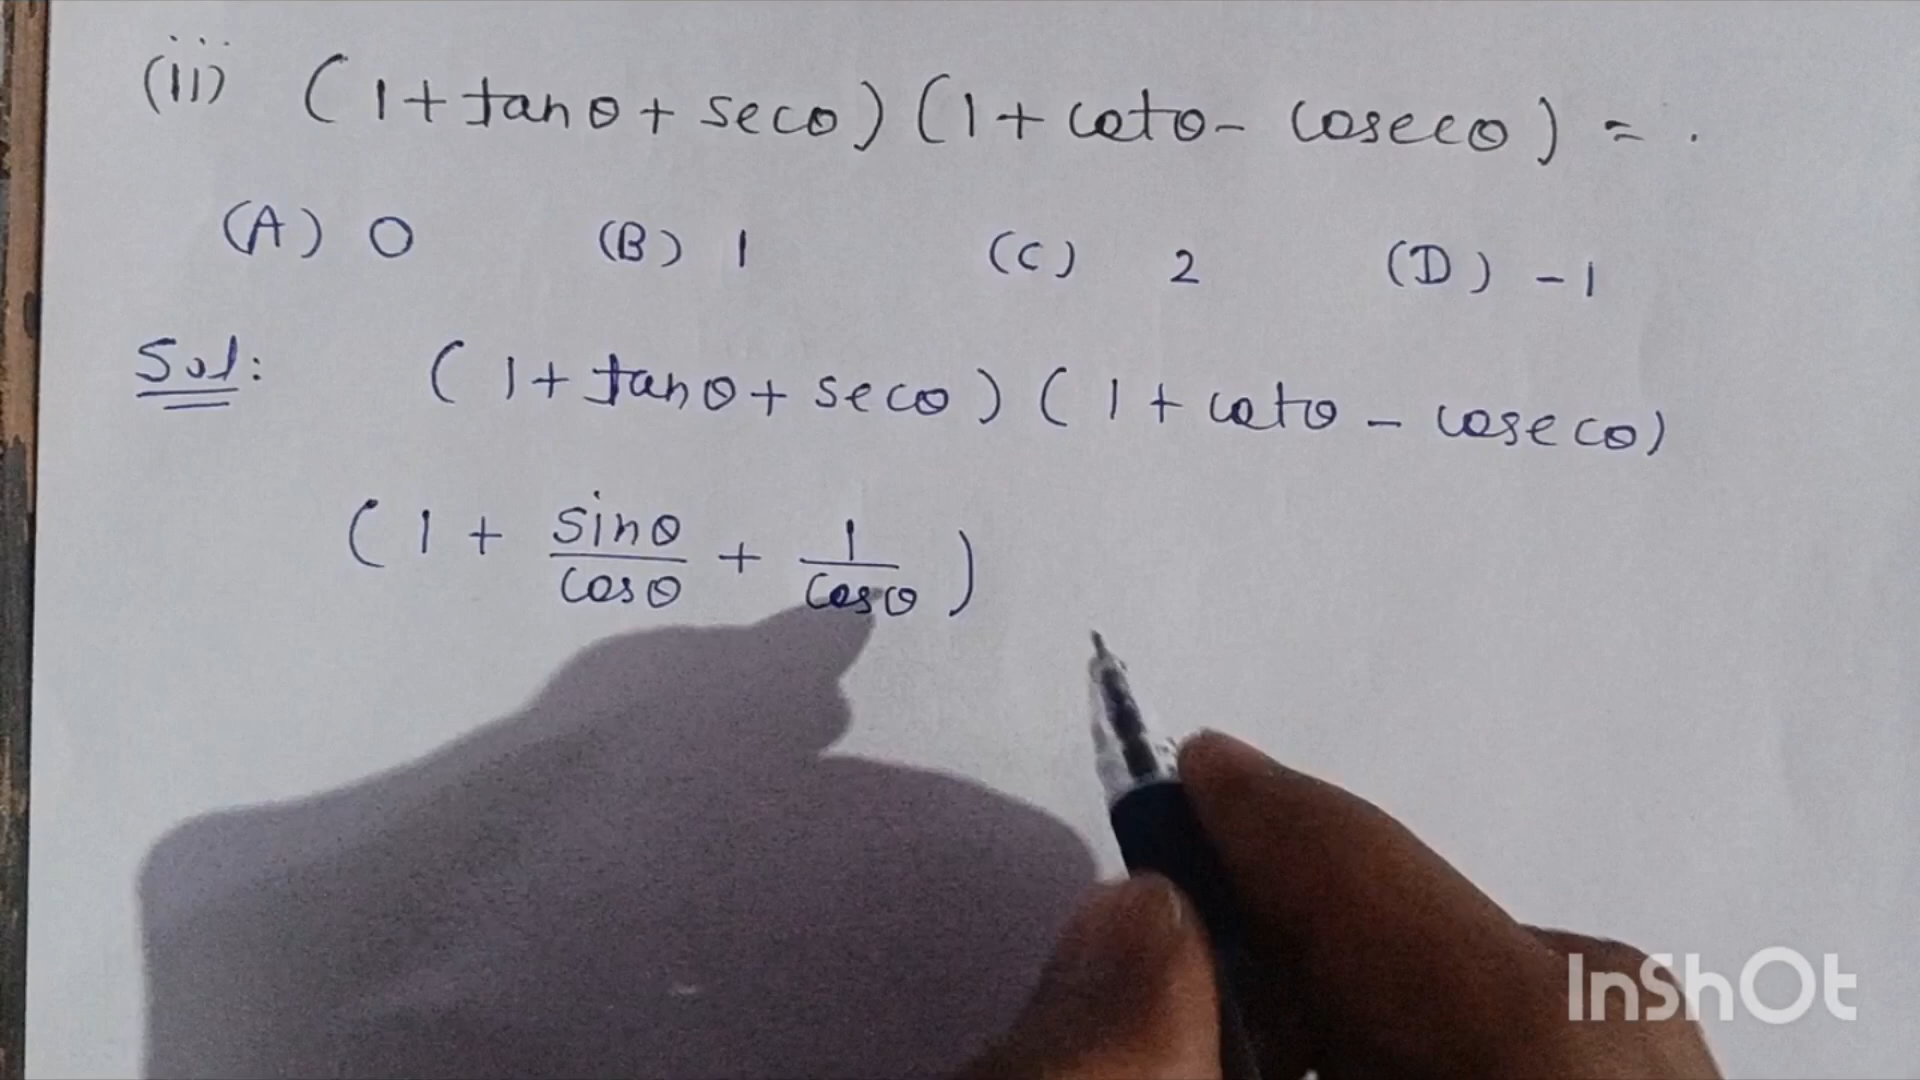 (iii) (1+tanθ+secθ)(1+cotθ-cosecθ) = .
(A) 0 (B) 1 (C) 2 (D) -1
Sol: (1+tanθ+secθ)(1+cotθ-cosecθ)
(1 + sinθ/cosθ + 1/cosθ)
InShOt